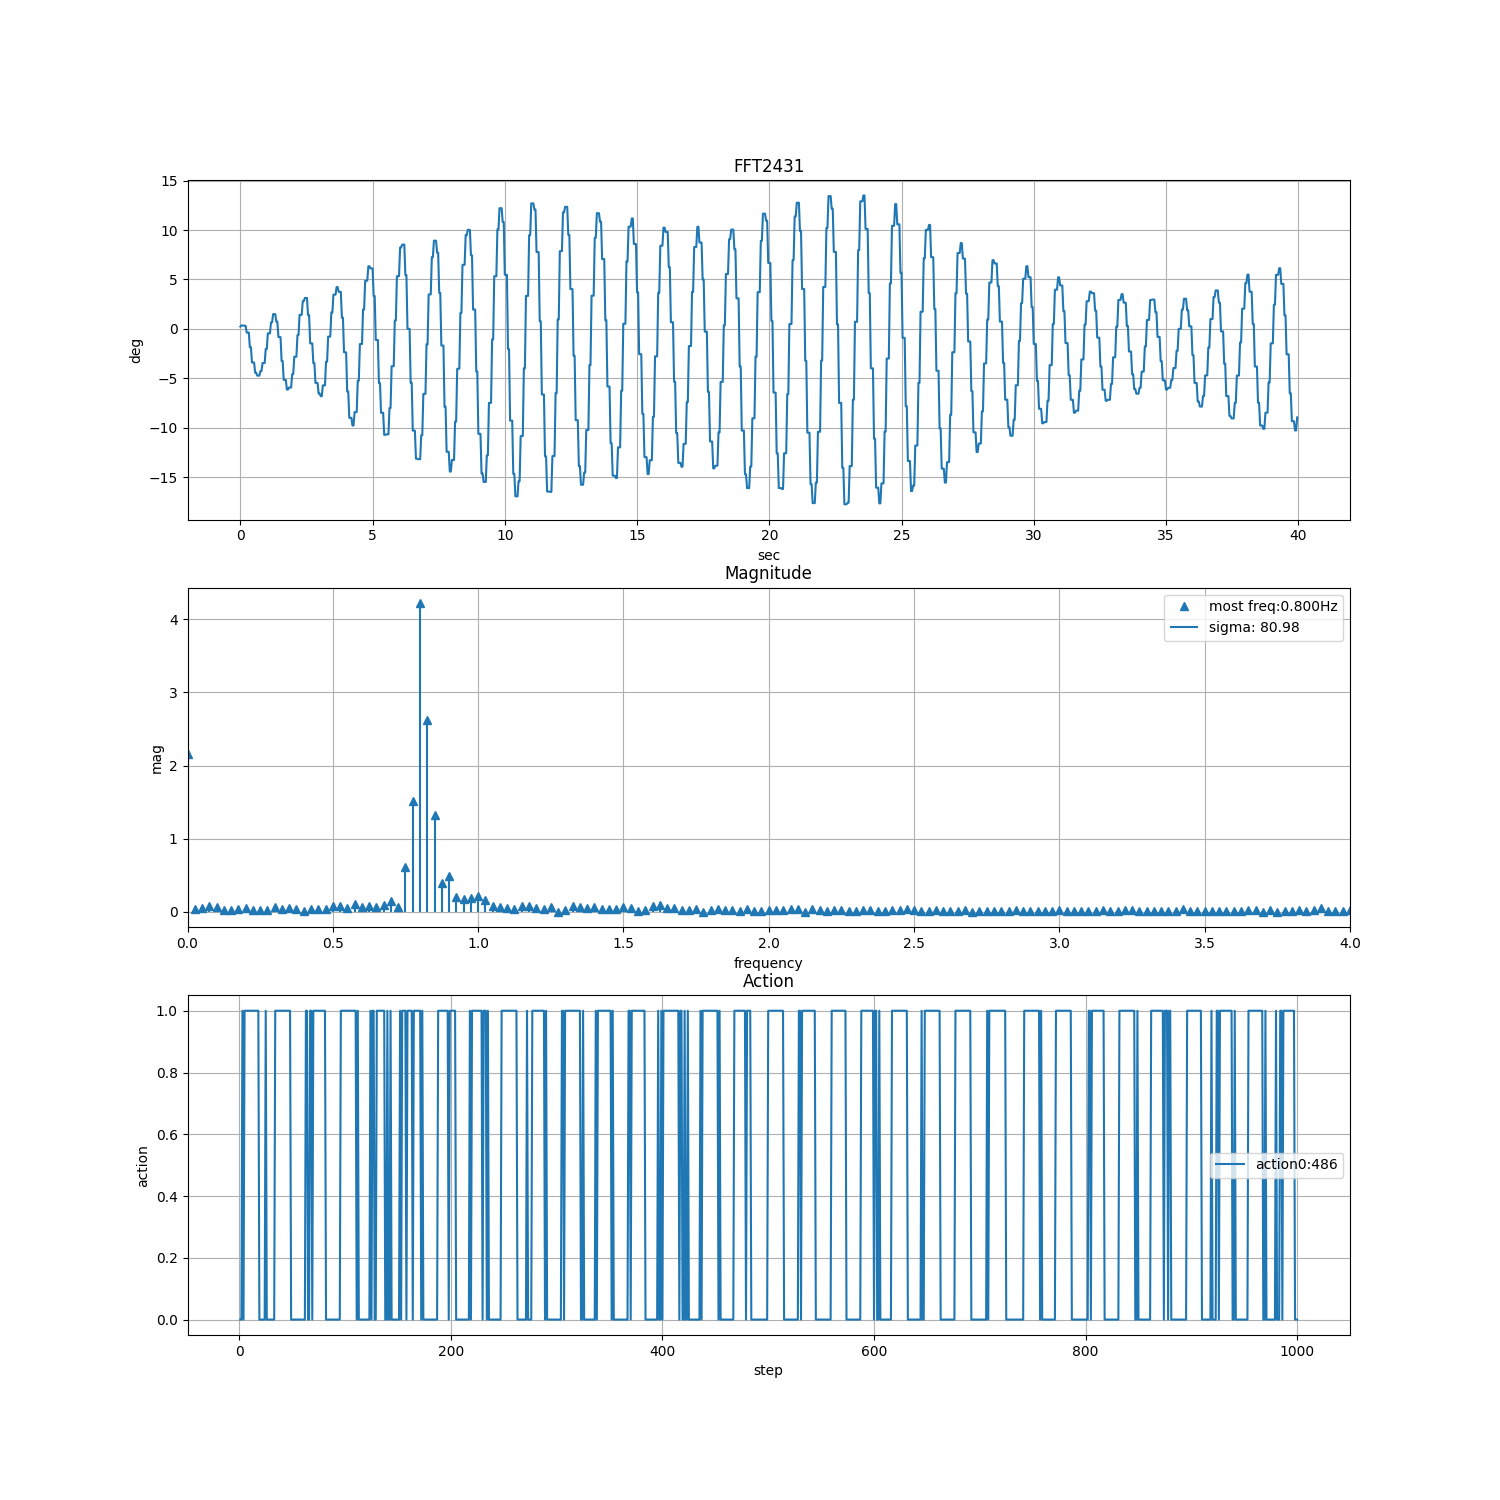 FFT2431
15
10
5
0
−5
−10
−15
deg
0 5 10 15 20 25 30 35 40
sec
Magnitude
most freq:0.800Hz
sigma: 80.98
4
3
2
1
0
mag
0.0 0.5 1.0 1.5 2.0 2.5 3.0 3.5 4.0
frequency
Action
1.0
0.8
0.6
0.4
0.2
0.0
action
action0:486
0 200 400 600 800 1000
step